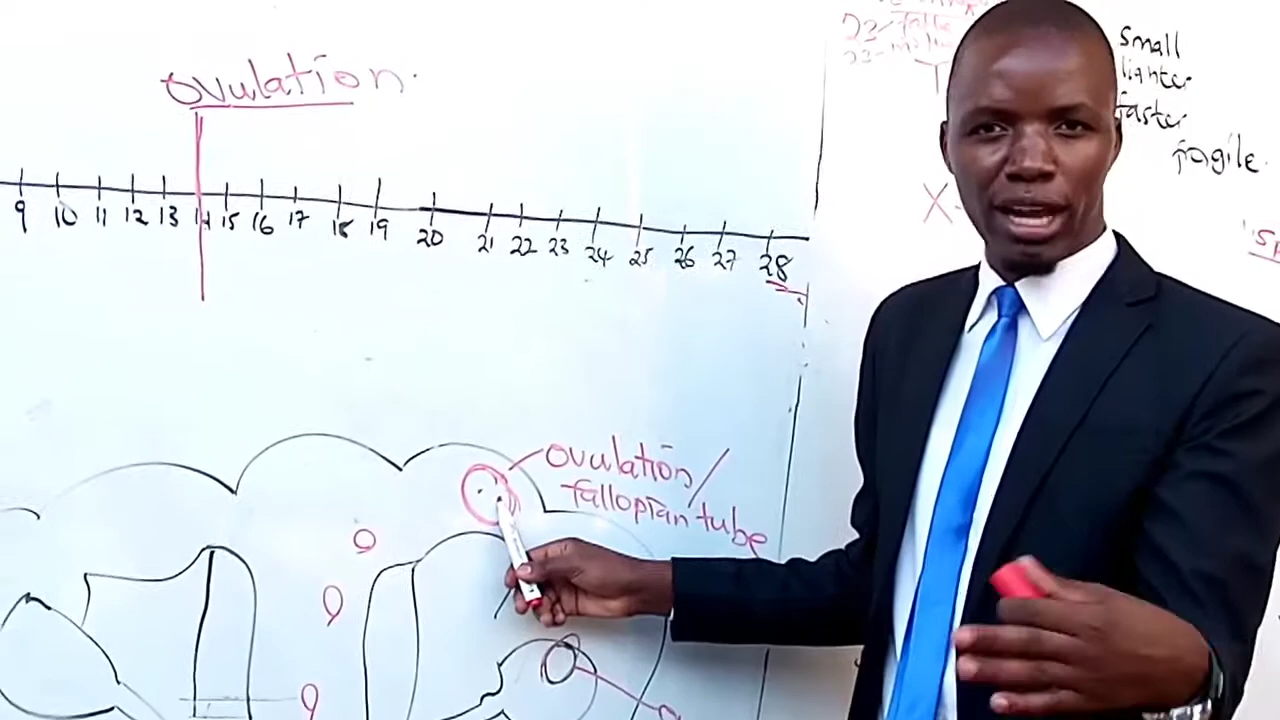 ovulation.
9 10 11 12 13 14 15 16 17 18 19 20 21 22 23 24 25 26 27 28
ovulation/
fallopian tube
small
lighter
faster
fragile.
X-